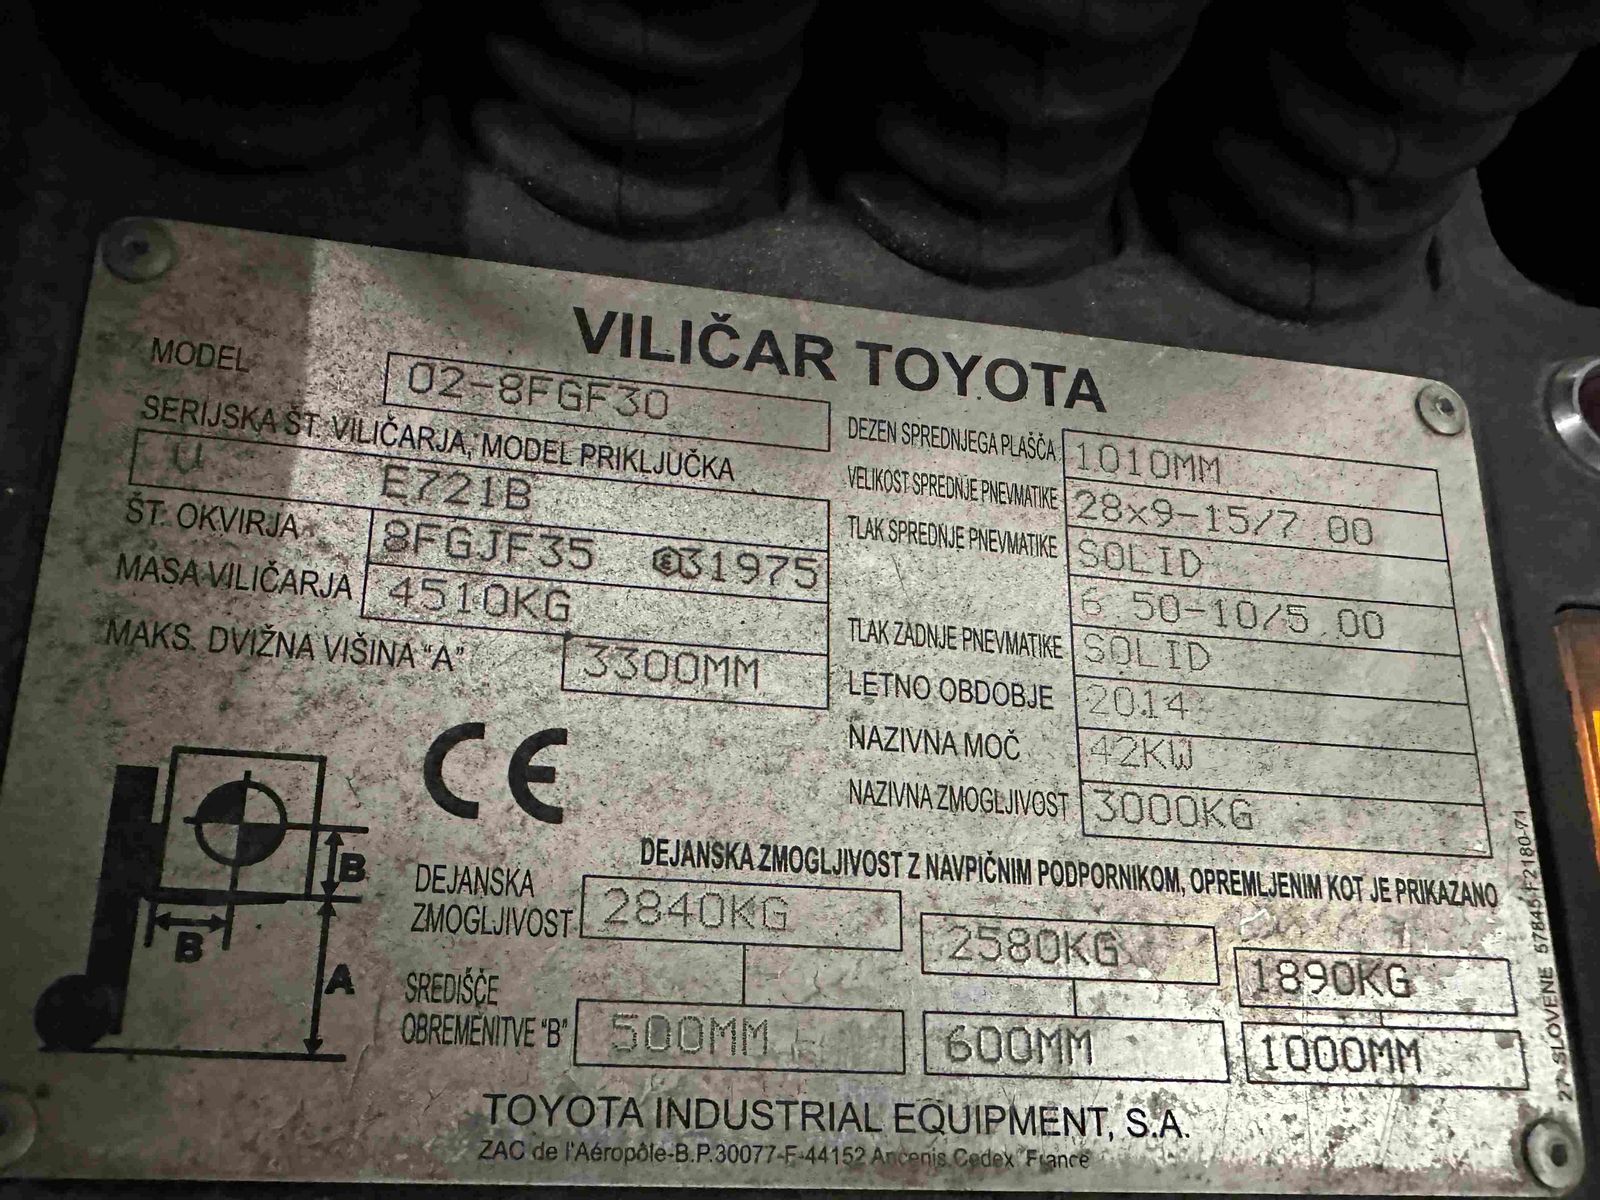 VILIČAR TOYOTA
MODEL 02-8FGF30
SERIJSKA ŠT. VILIČARJA, MODEL PRIKLJUČKA
U E721B
ŠT. OKVIRJA 8FGJF35 31975
MASA VILIČARJA 4510KG
MAKS. DVIŽNA VIŠINA "A" 3300MM
DEZEN SPREDNJEGA PLAŠČA 1010MM
VELIKOST SPREDNJE PNEVMATIKE 28x9-15/7.00
TLAK SPREDNJE PNEVMATIKE SOLID
6.50-10/5.00
TLAK ZADNJE PNEVMATIKE SOLID
LETNO OBDOBJE 2014
NAZIVNA MOČ 42KW
NAZIVNA ZMOGLJIVOST 3000KG
CE
B
B
A
DEJANSKA ZMOGLJIVOST Z NAVPIČNIM PODPORNIKOM, OPREMLJENIM KOT JE PRIKAZANO
DEJANSKA
ZMOGLJIVOST 2840KG 2580KG 1890KG
SREDIŠČE
OBREMENITVE "B" 500MM 600MM 1000MM
TOYOTA INDUSTRIAL EQUIPMENT, S.A.
ZAC de l'Aéropôle-B.P.30077-F-44152 Ancenis Cedex France
27-SLOVENE 57845-F2180-71